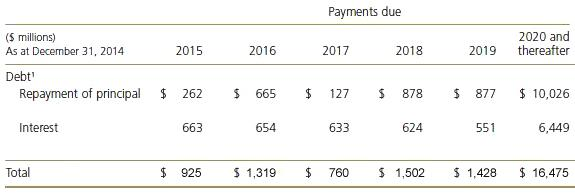 Payments due
($ millions)
As at December 31, 2014 2015 2016 2017 2018 2019 2020 and thereafter
Debt¹
Repayment of principal $ 262 $ 665 $ 127 $ 878 $ 877 $ 10,026
Interest 663 654 633 624 551 6,449
Total $ 925 $ 1,319 $ 760 $ 1,502 $ 1,428 $ 16,475